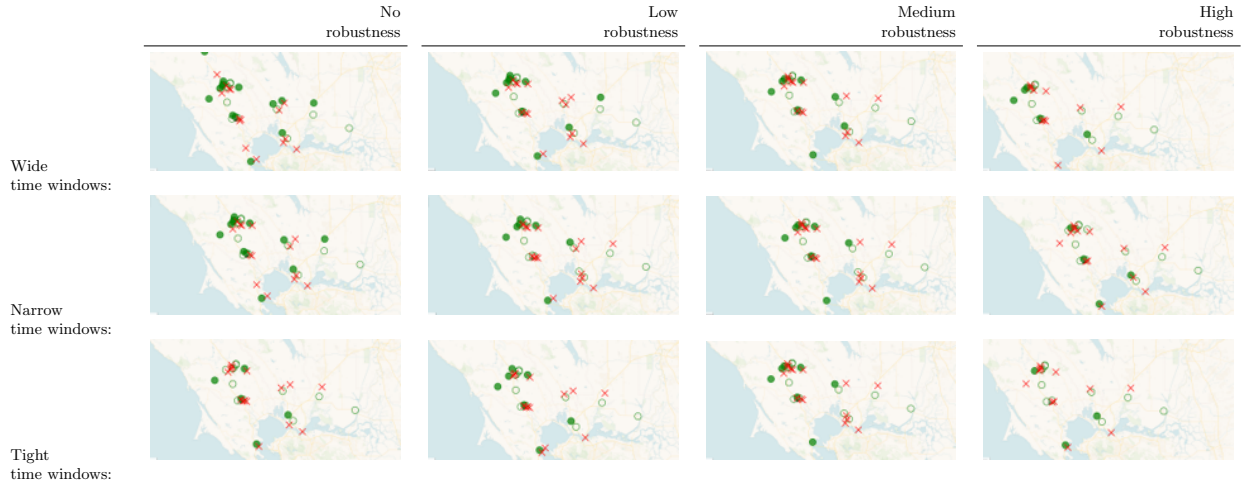 No
robustness
Low
robustness
Medium
robustness
High
robustness
Wide
time windows:
Narrow
time windows:
Tight
time windows: